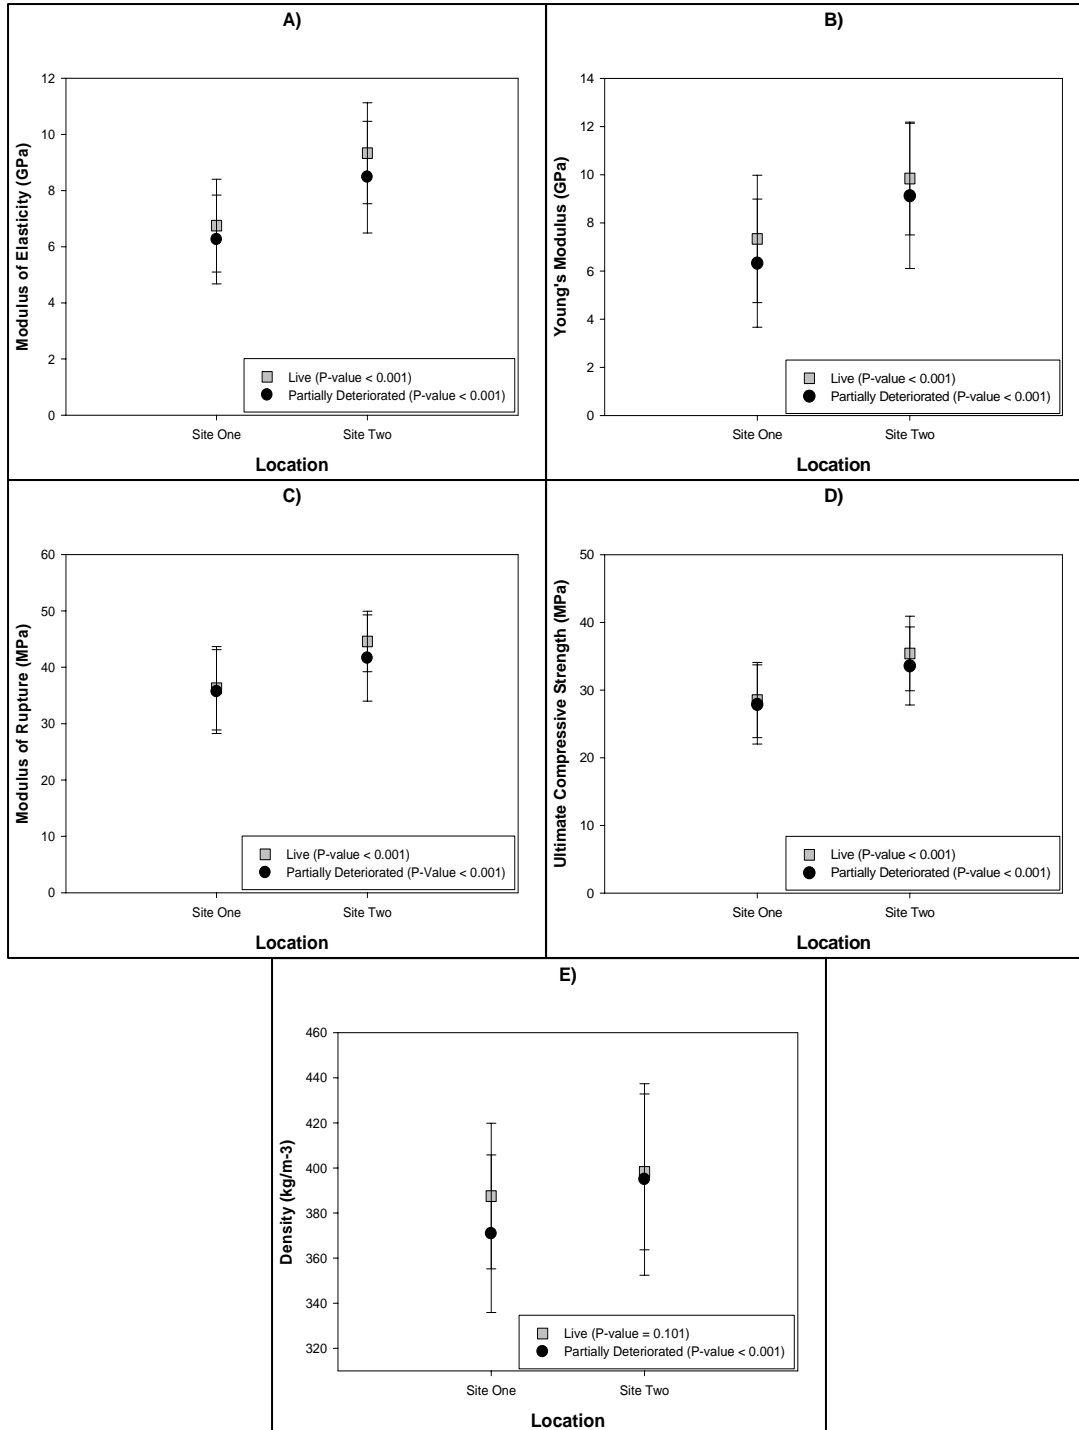 A)
Modulus of Elasticity (GPa)
12
10
8
6
4
2
0
Live (P-value < 0.001)
Partially Deteriorated (P-value < 0.001)
Site One
Site Two
Location
B)
Young's Modulus (GPa)
14
12
10
8
6
4
2
0
Live (P-value < 0.001)
Partially Deteriorated (P-value < 0.001)
Site One
Site Two
Location
C)
Modulus of Rupture (MPa)
60
50
40
30
20
10
0
Live (P-value < 0.001)
Partially Deteriorated (P-Value < 0.001)
Site One
Site Two
Location
D)
Ultimate Compressive Strength (MPa)
50
40
30
20
10
0
Live (P-value < 0.001)
Partially Deteriorated (P-value < 0.001)
Site One
Site Two
Location
E)
Density (kg/m-3)
460
440
420
400
380
360
340
320
Live (P-value = 0.101)
Partially Deteriorated (P-value < 0.001)
Site One
Site Two
Location